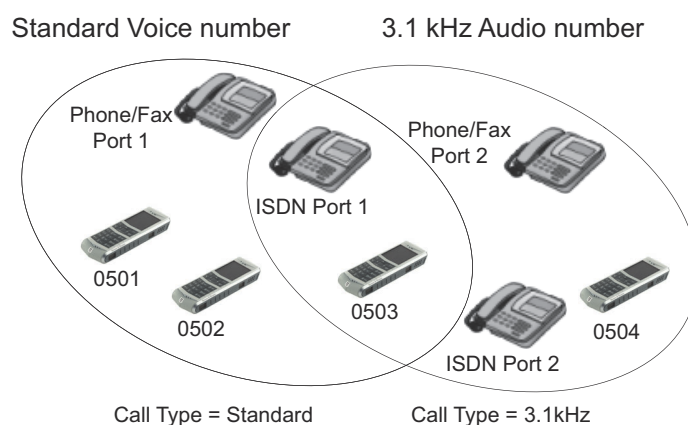 Standard Voice number
3.1 kHz Audio number
Phone/Fax
Port 1
Phone/Fax
Port 2
ISDN Port 1
0501
0502
0503
0504
ISDN Port 2
Call Type = Standard
Call Type = 3.1kHz